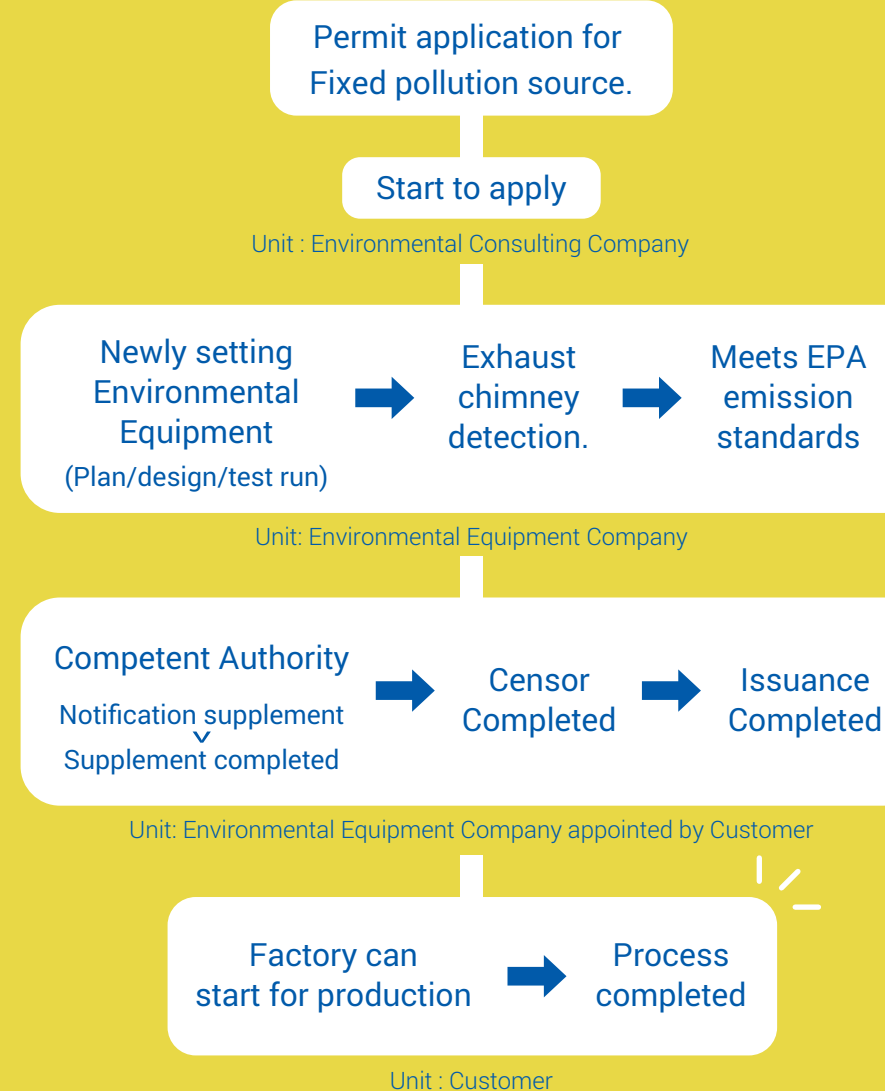 Permit application for
Fixed pollution source.
Start to apply
Unit : Environmental Consulting Company
Newly setting
Environmental
Equipment
(Plan/design/test run)
Exhaust
chimney
detection.
Meets EPA
emission
standards
Unit: Environmental Equipment Company
Competent Authority
Notification supplement
Supplement completed
Censor
Completed
Issuance
Completed
Unit: Environmental Equipment Company appointed by Customer
Factory can
start for production
Process
completed
Unit : Customer